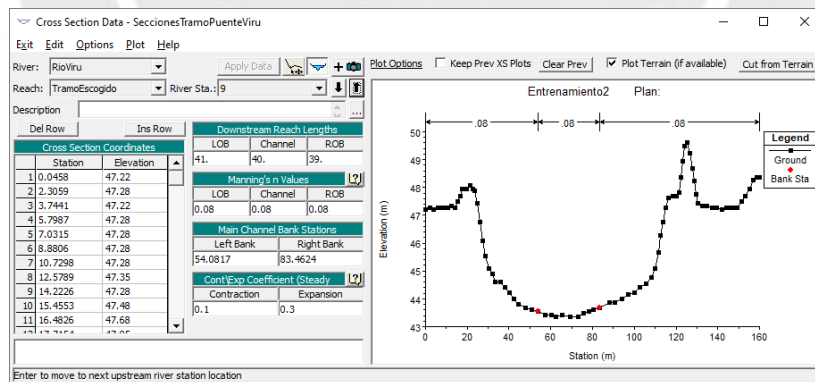 Cross Section Data - SeccionesTramoPuenteViru
Exit Edit Options Plot Help
River: RioViru Apply Data
Reach: TramoEscogido River Sta.: 9
Description ...
Del Row Ins Row
Cross Section Coordinates
Station Elevation
1 0.0458 47.22
2 2.3059 47.28
3 3.7441 47.22
4 5.7987 47.28
5 7.0315 47.28
6 8.8806 47.28
7 10.7298 47.28
8 12.5789 47.35
9 14.2226 47.28
10 15.4553 47.48
11 16.4826 47.68
Downstream Reach Lengths
LOB Channel ROB
41. 40. 39.
Manning's n Values
LOB Channel ROB
0.08 0.08 0.08
Main Channel Bank Stations
Left Bank Right Bank
54.0817 83.4624
Cont\Exp Coefficient (Steady
Contraction Expansion
0.1 0.3
Plot Options Keep Prev XS Plots Clear Prev Plot Terrain (if available) Cut from Terrain
Entrenamiento2 Plan:
.08 .08 .08
50
49
48
47
46
45
44
43
Elevation (m)
0 20 40 60 80 100 120 140 160
Station (m)
Legend
Ground
Bank Sta
Enter to move to next upstream river station location